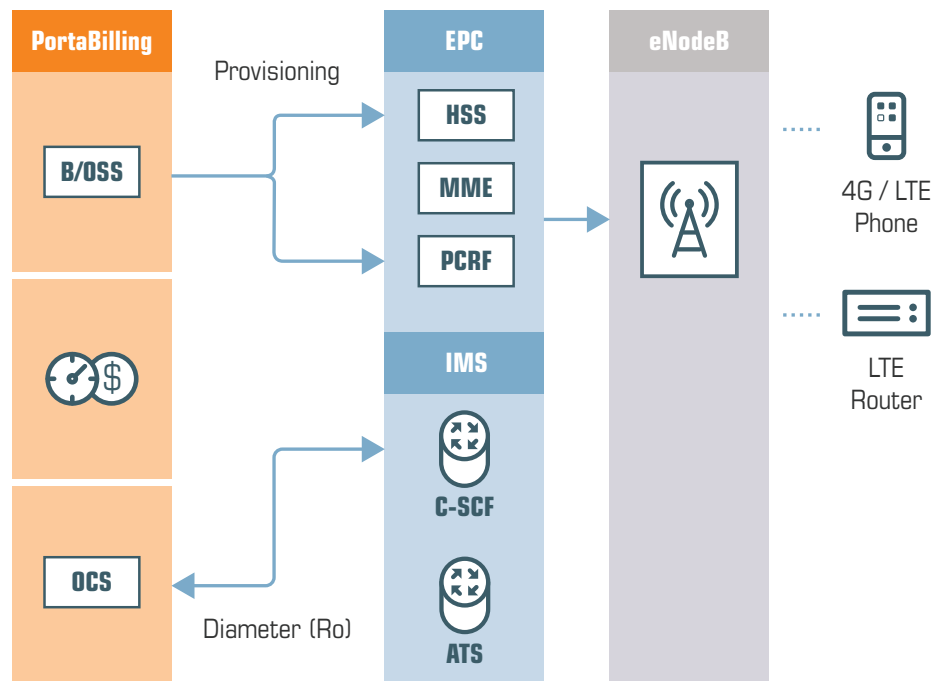 PortaBilling
B/OSS
$
OCS
Provisioning
Diameter (Ro)
EPC
HSS
MME
PCRF
IMS
C-SCF
ATS
eNodeB
4G / LTE
Phone
LTE
Router